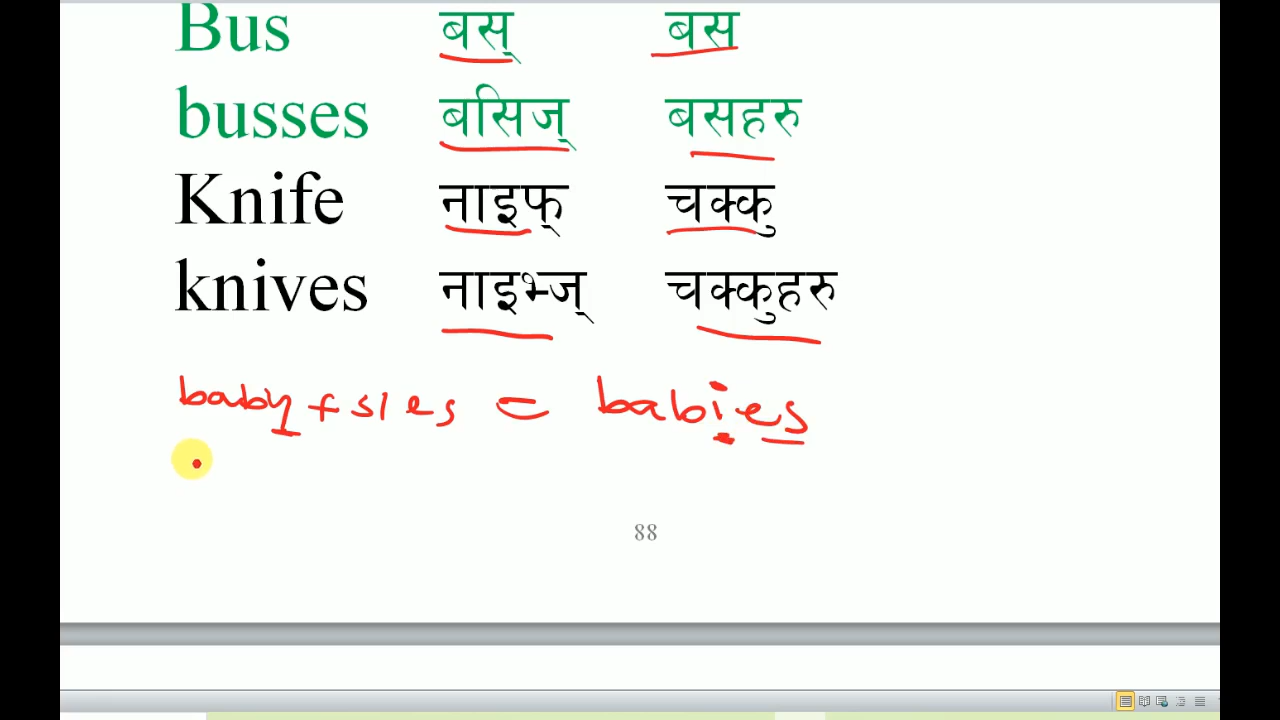 Bus बस् बस
busses बसिज् बसहरु
Knife नाइफ् चक्कु
knives नाइभ्ज् चक्कुहरु
baby + s/es = babies
88